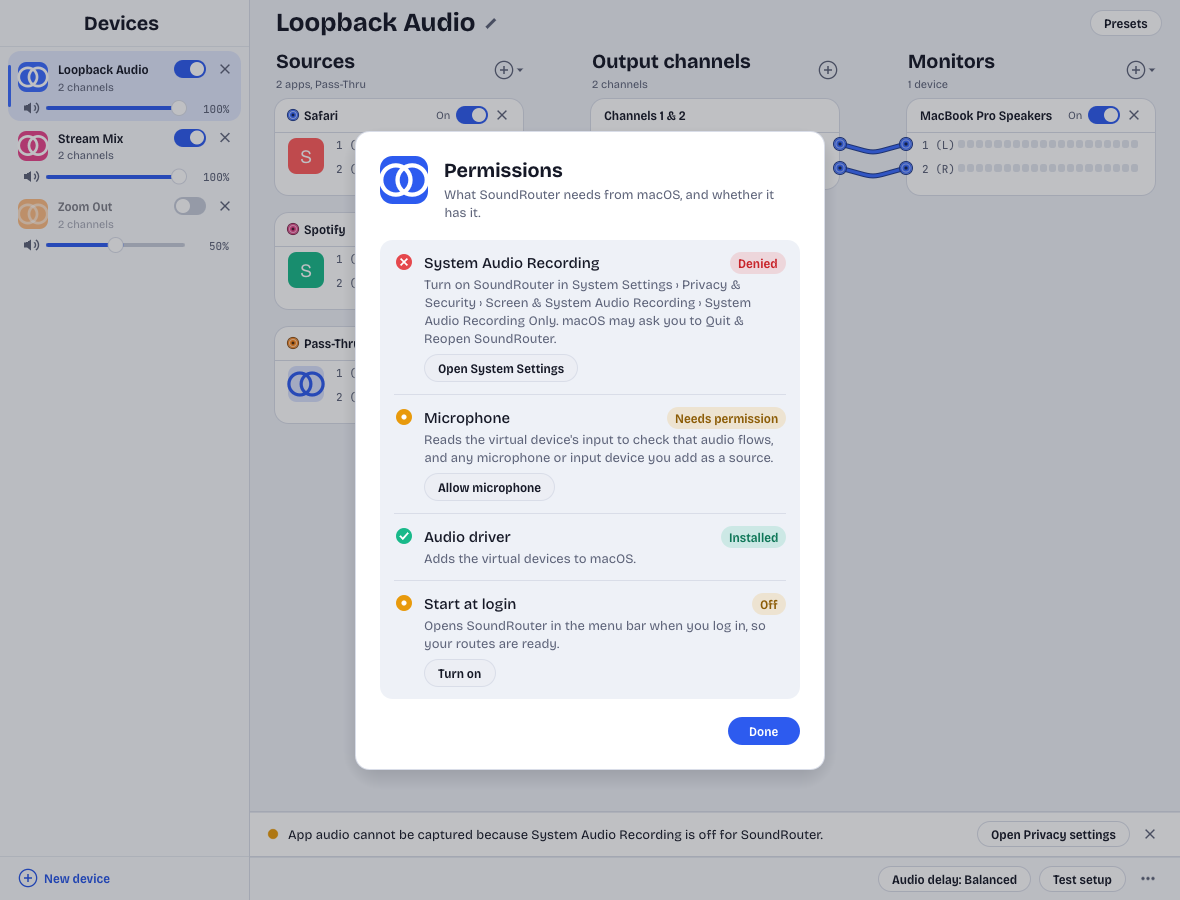 Devices
Loopback Audio
2 channels
100%
Stream Mix
2 channels
100%
Zoom Out
2 channels
50%
New device
Loopback Audio
Presets
Sources
2 apps, Pass-Thru
Output channels
2 channels
Monitors
1 device
Safari
On
S
1 (
2 (
Spotify
S
1 (
2 (
Pass-Thru
1 (
2 (
Channels 1 & 2
MacBook Pro Speakers
On
1 (L)
2 (R)
Permissions
What SoundRouter needs from macOS, and whether it
has it.
System Audio Recording
Denied
Turn on SoundRouter in System Settings › Privacy &
Security › Screen & System Audio Recording › System
Audio Recording Only. macOS may ask you to Quit &
Reopen SoundRouter.
Open System Settings
Microphone
Needs permission
Reads the virtual device's input to check that audio flows,
and any microphone or input device you add as a source.
Allow microphone
Audio driver
Installed
Adds the virtual devices to macOS.
Start at login
Off
Opens SoundRouter in the menu bar when you log in, so
your routes are ready.
Turn on
Done
App audio cannot be captured because System Audio Recording is off for SoundRouter.
Open Privacy settings
Audio delay: Balanced
Test setup